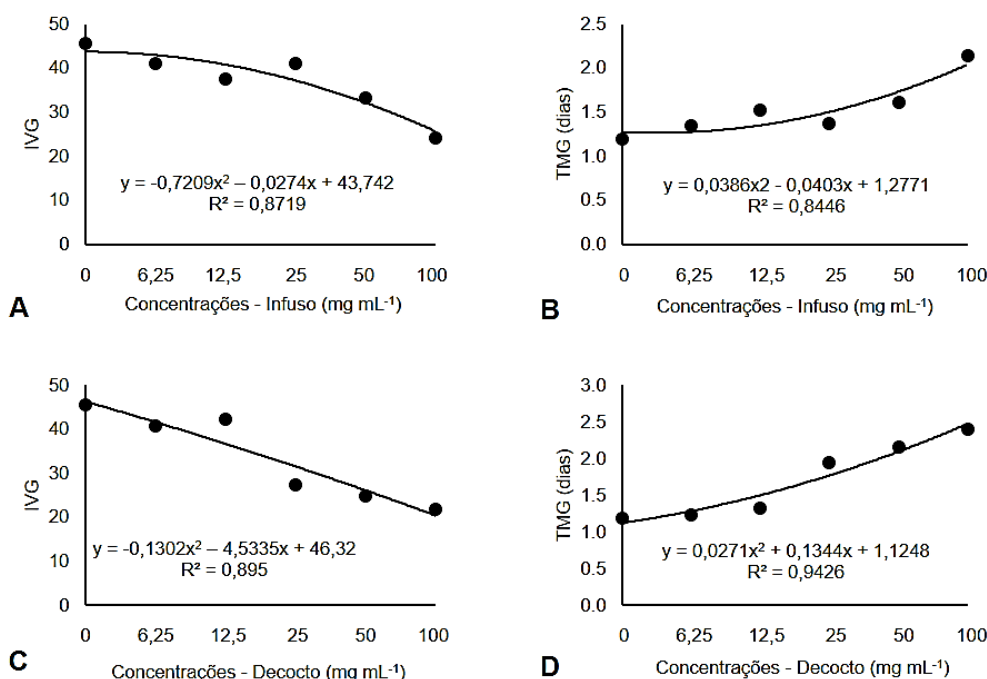 50
40
30
20
10
0
IVG
y = -0,7209x² – 0,0274x + 43,742
R² = 0,8719
0 6,25 12,5 25 50 100
Concentrações - Infuso (mg mL⁻¹)
A
2.5
2.0
1.5
1.0
0.5
0.0
TMG (dias)
y = 0,0386x2 - 0,0403x + 1,2771
R² = 0,8446
0 6,25 12,5 25 50 100
Concentrações - Infuso (mg mL⁻¹)
B
50
40
30
20
10
0
IVG
y = -0,1302x² – 4,5335x + 46,32
R² = 0,895
0 6,25 12,5 25 50 100
Concentrações - Decocto (mg mL⁻¹)
C
3.0
2.5
2.0
1.5
1.0
0.5
0.0
TMG (dias)
y = 0,0271x² + 0,1344x + 1,1248
R² = 0,9426
0 6,25 12,5 25 50 100
Concentrações - Decocto (mg mL⁻¹)
D